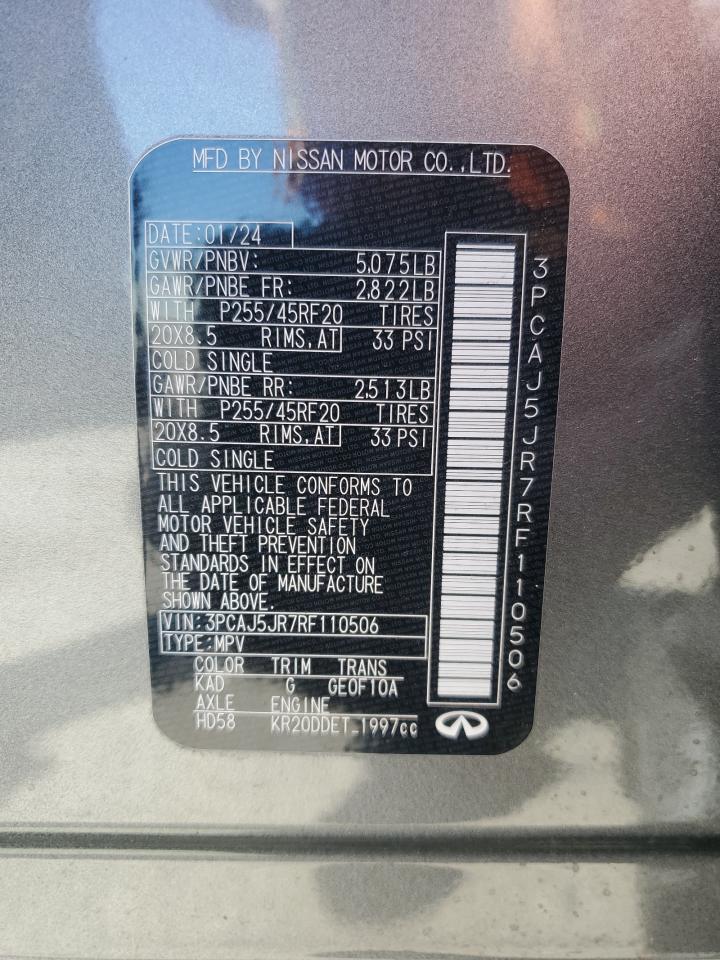 MFD BY NISSAN MOTOR CO.,LTD.
DATE:01/24
GVWR/PNBV: 5,075LB
GAWR/PNBE FR: 2,822LB
WITH P255/45RF20 TIRES
20X8.5 RIMS,AT 33 PSI
COLD SINGLE
GAWR/PNBE RR: 2,513LB
WITH P255/45RF20 TIRES
20X8.5 RIMS,AT 33 PSI
COLD SINGLE
THIS VEHICLE CONFORMS TO
ALL APPLICABLE FEDERAL
MOTOR VEHICLE SAFETY
AND THEFT PREVENTION
STANDARDS IN EFFECT ON
THE DATE OF MANUFACTURE
SHOWN ABOVE.
VIN:3PCAJ5JR7RF110506
TYPE:MPV
COLOR TRIM TRANS
KAD G GE0F10A
AXLE ENGINE
HD58 KR20DDET_1997cc
3PCAJ5JR7RF110506